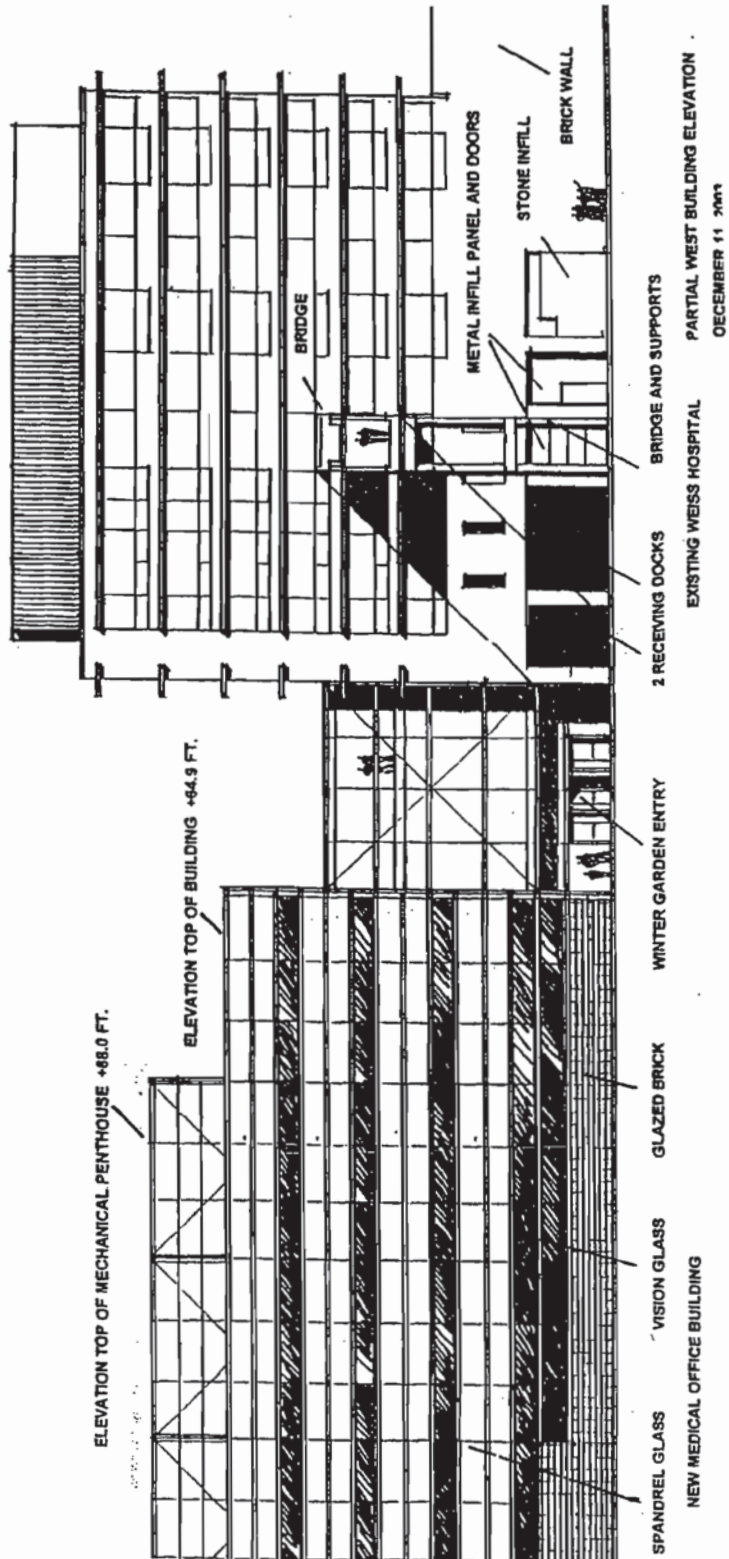 ELEVATION TOP OF MECHANICAL PENTHOUSE +88.0 FT.
ELEVATION TOP OF BUILDING +64.9 FT.
BRIDGE
METAL INFILL PANEL AND DOORS
STONE INFILL
BRICK WALL
SPANDREL GLASS
VISION GLASS
GLAZED BRICK
WINTER GARDEN ENTRY
2 RECEIVING DOCKS
BRIDGE AND SUPPORTS
NEW MEDICAL OFFICE BUILDING
EXISTING WEISS HOSPITAL
PARTIAL WEST BUILDING ELEVATION
DECEMBER 11 2003